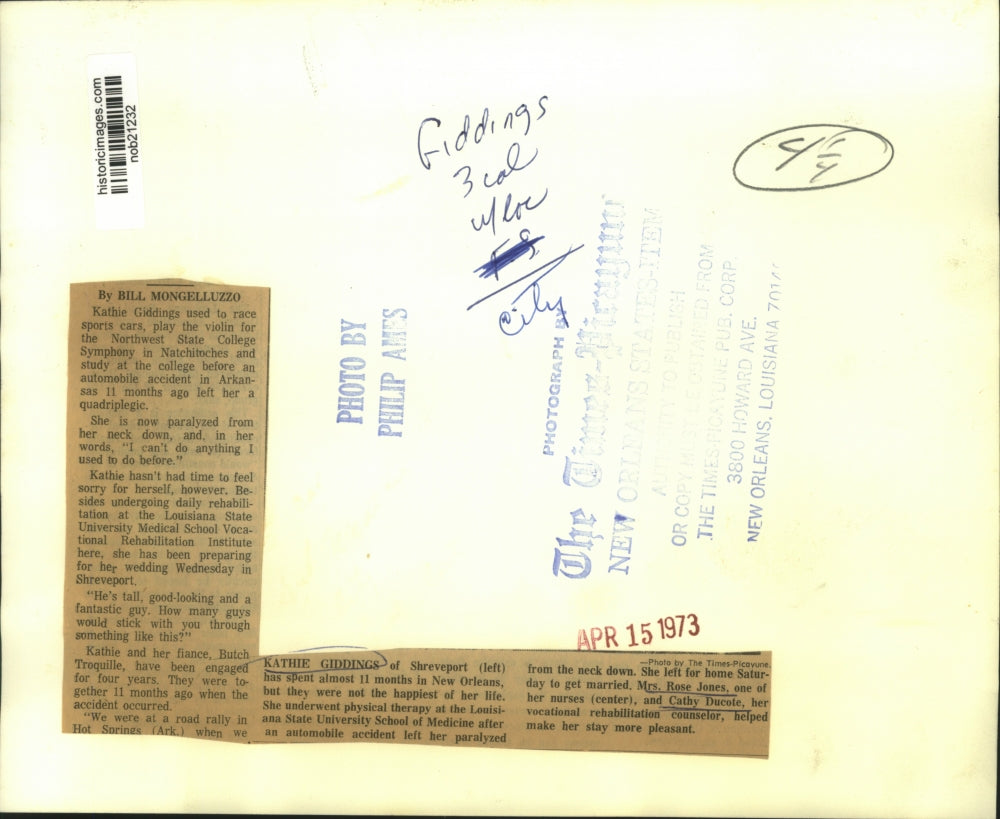 historicimages.com
nob21232
Giddings
3 col
w/loc
city
4/5
PHOTO BY
PHILIP AMES
PHOTOGRAPH BY
The Times-Picayune
NEW ORLEANS STATES-ITEM
AUTHORITY TO PUBLISH
OR COPY MUST BE OBTAINED FROM
THE TIMES-PICAYUNE PUB. CORP.
3800 HOWARD AVE.
NEW ORLEANS, LOUISIANA
APR 15 1973
By BILL MONGELLUZZO
Kathie Giddings used to race
sports cars, play the violin for
the Northwest State College
Symphony in Natchitoches and
study at the college before an
automobile accident in Arkan-
sas 11 months ago left her a
quadriplegic.
She is now paralyzed from
her neck down, and, in her
words, "I can't do anything I
used to do before."
Kathie hasn't had time to feel
sorry for herself, however. Be-
sides undergoing daily rehabili-
tation at the Louisiana State
University Medical School Voca-
tional Rehabilitation Institute
here, she has been preparing
for her wedding Wednesday in
Shreveport.
"He's tall, good-looking and a
fantastic guy. How many guys
would stick with you through
something like this?"
Kathie and her fiance, Butch
Troquille, have been engaged
for four years. They were to-
gether 11 months ago when the
accident occurred.
"We were at a road rally in
Hot Springs (Ark.) when we
KATHIE GIDDINGS of Shreveport (left)
has spent almost 11 months in New Orleans,
but they were not the happiest of her life.
She underwent physical therapy at the Louisi-
ana State University School of Medicine after
an automobile accident left her paralyzed
—Photo by The Times-Picayune.
from the neck down. She left for home Satur-
day to get married. Mrs. Rose Jones, one of
her nurses (center), and Cathy Ducote, her
vocational rehabilitation counselor, helped
make her stay more pleasant.